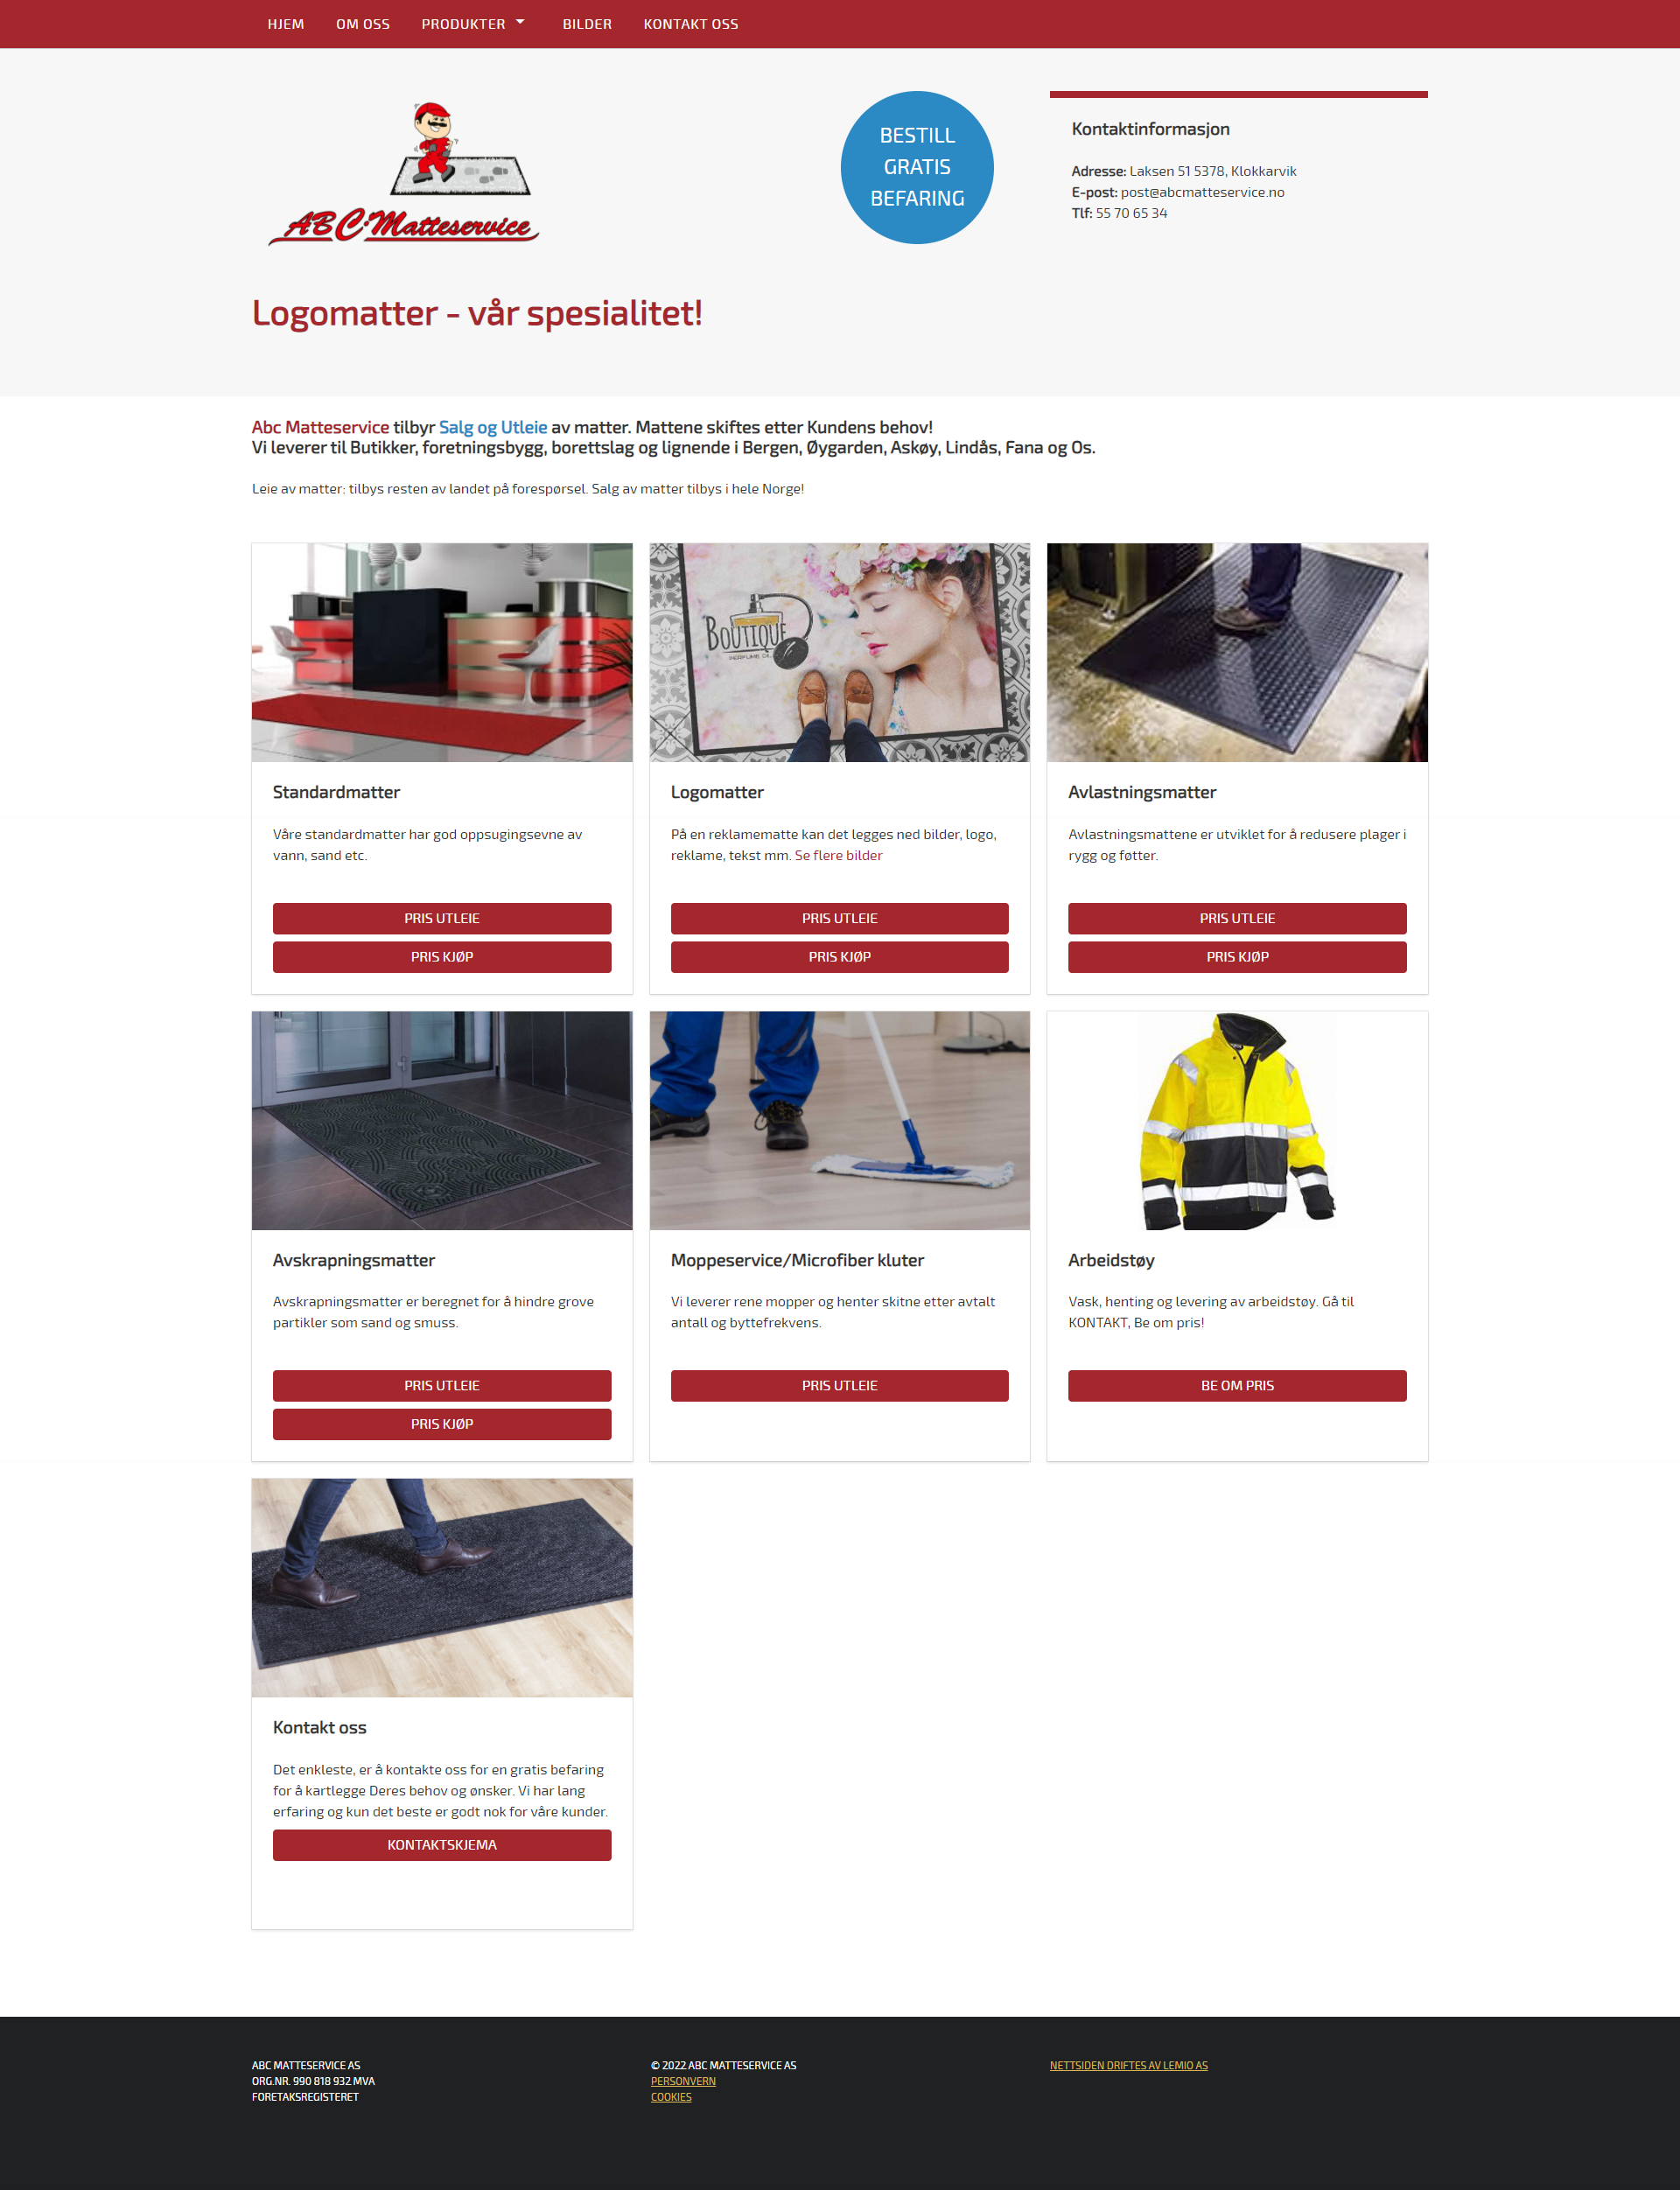 HJEM OM OSS PRODUKTER BILDER KONTAKT OSS
ABC-Matteservice
BESTILL
GRATIS
BEFARING
Kontaktinformasjon
Adresse: Laksen 51 5378, Klokkarvik
E-post: post@abcmatteservice.no
Tlf: 55 70 65 34
Logomatter - vår spesialitet!
Abc Matteservice tilbyr Salg og Utleie av matter. Mattene skiftes etter Kundens behov!
Vi leverer til Butikker, foretningsbygg, borettslag og lignende i Bergen, Øygarden, Askøy, Lindås, Fana og Os.
Leie av matter: tilbys resten av landet på forespørsel. Salg av matter tilbys i hele Norge!
BOUTIQUE
Standardmatter
Våre standardmatter har god oppsugingsevne av
vann, sand etc.
PRIS UTLEIE
PRIS KJØP
Logomatter
På en reklamematte kan det legges ned bilder, logo,
reklame, tekst mm. Se flere bilder
PRIS UTLEIE
PRIS KJØP
Avlastningsmatter
Avlastningsmattene er utviklet for å redusere plager i
rygg og føtter.
PRIS UTLEIE
PRIS KJØP
Avskrapningsmatter
Avskrapningsmatter er beregnet for å hindre grove
partikler som sand og smuss.
PRIS UTLEIE
PRIS KJØP
Moppeservice/Microfiber kluter
Vi leverer rene mopper og henter skitne etter avtalt
antall og byttefrekvens.
PRIS UTLEIE
Arbeidstøy
Vask, henting og levering av arbeidstøy. Gå til
KONTAKT, Be om pris!
BE OM PRIS
Kontakt oss
Det enkleste, er å kontakte oss for en gratis befaring
for å kartlegge Deres behov og ønsker. Vi har lang
erfaring og kun det beste er godt nok for våre kunder.
KONTAKTSKJEMA
ABC MATTESERVICE AS
ORG.NR. 990 818 932 MVA
FORETAKSREGISTERET
© 2022 ABC MATTESERVICE AS
PERSONVERN
COOKIES
NETTSIDEN DRIFTES AV LEMIO AS